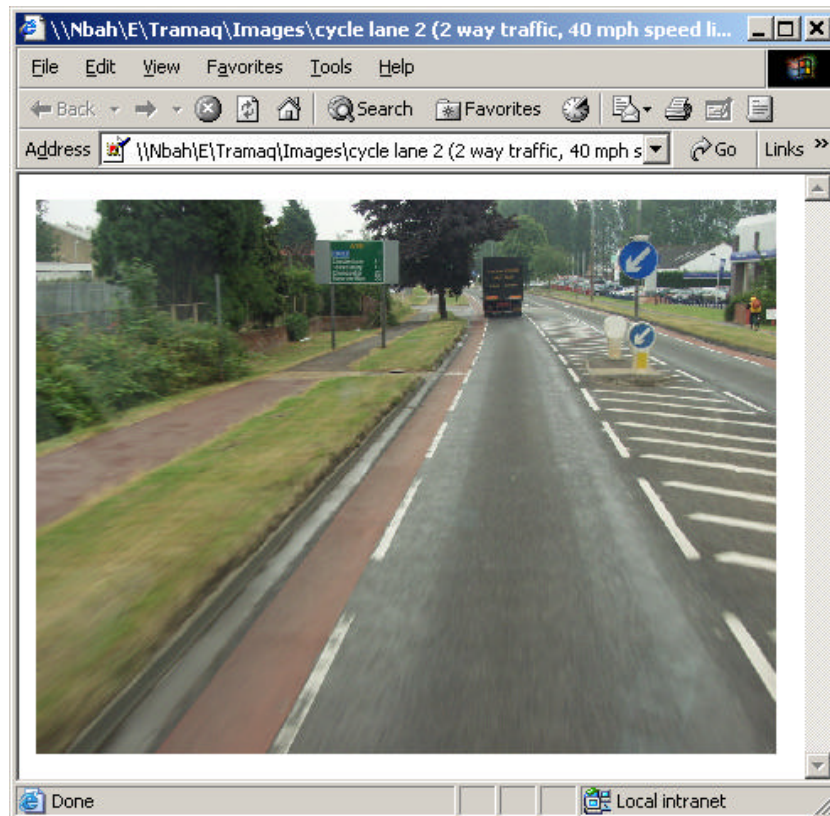 \\Nbah\E\Tramaq\Images\cycle lane 2 (2 way traffic, 40 mph speed li...
File Edit View Favorites Tools Help
Back Search Favorites
Address \\Nbah\E\Tramaq\Images\cycle lane 2 (2 way traffic, 40 mph s Go Links »
Done Local intranet